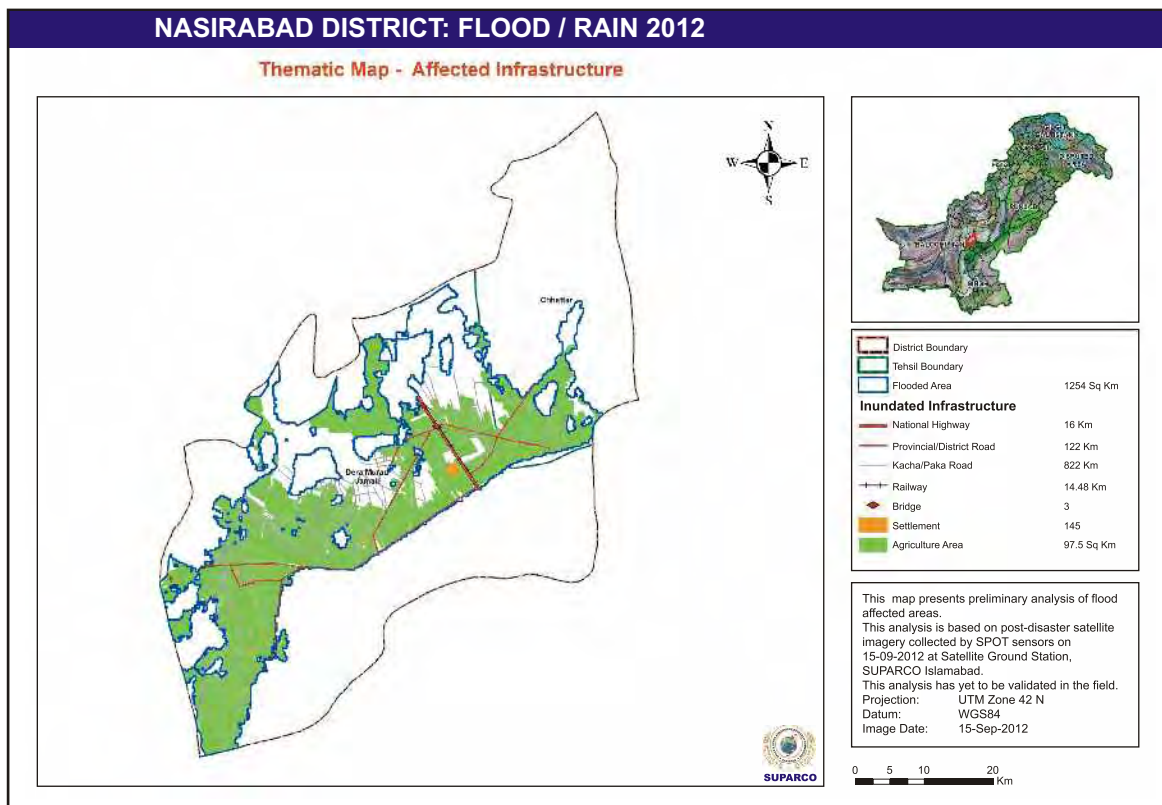 NASIRABAD DISTRICT: FLOOD / RAIN 2012
Thematic Map - Affected Infrastructure
N
W E
S
Chhattar
Dera Murad
Jamali
SUPARCO
District Boundary
Tehsil Boundary
Flooded Area 1254 Sq Km
Inundated Infrastructure
National Highway 16 Km
Provincial/District Road 122 Km
Kacha/Paka Road 822 Km
Railway 14.48 Km
Bridge 3
Settlement 145
Agriculture Area 97.5 Sq Km
This map presents preliminary analysis of flood
affected areas.
This analysis is based on post-disaster satellite
imagery collected by SPOT sensors on
15-09-2012 at Satellite Ground Station,
SUPARCO Islamabad.
This analysis has yet to be validated in the field.
Projection: UTM Zone 42 N
Datum: WGS84
Image Date: 15-Sep-2012
0 5 10 20
Km